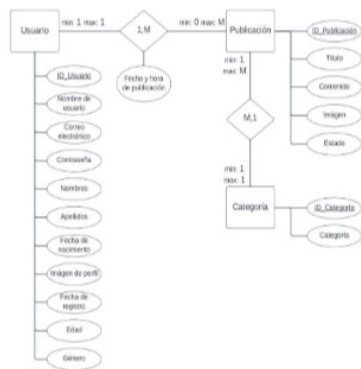 Usuario
min: 1 max: 1
1,M
min: 0 max: M
Publicación
Fecha y hora
de publicación
ID_Publicación
Título
Contenido
Imágen
Estado
min: 1
max: M
M,1
min: 1
max: 1
Categoría
ID_Categoría
Categoría
ID_Usuario
Nombre de
usuario
Correo
electrónico
Contraseña
Nombres
Apellidos
Fecha de
nacimiento
Imágen de perfil
Fecha de
registro
Edad
Género